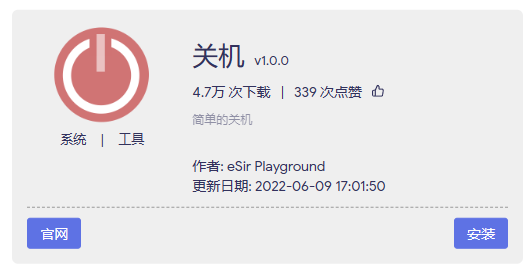 关机 v1.0.0
4.7万 次下载 | 339 次点赞
简单的关机
系统 | 工具
作者: eSir Playground
更新日期: 2022-06-09 17:01:50
官网 安装